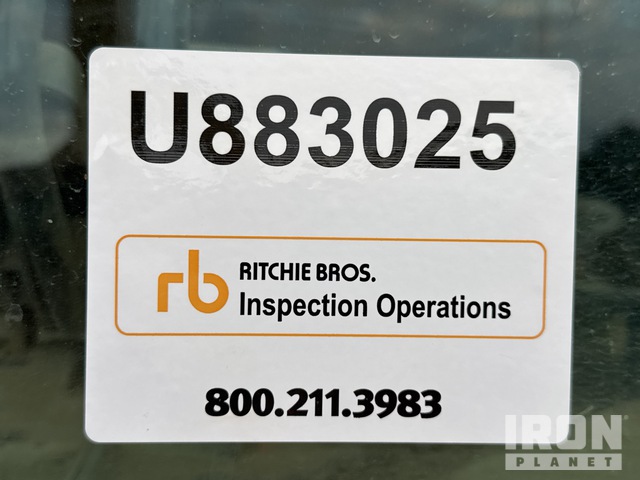 U883025
rb
RITCHIE BROS.
Inspection Operations
800.211.3983
IRON
PLANET